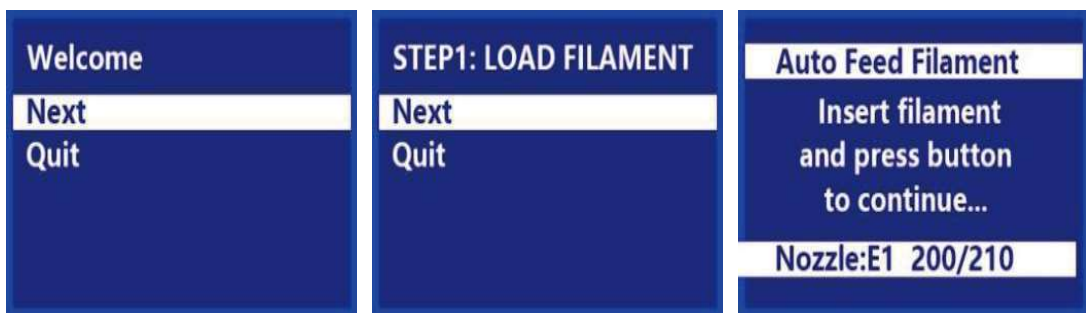 Welcome
Next
Quit
STEP1: LOAD FILAMENT
Next
Quit
Auto Feed Filament
Insert filament
and press button
to continue...
Nozzle:E1 200/210